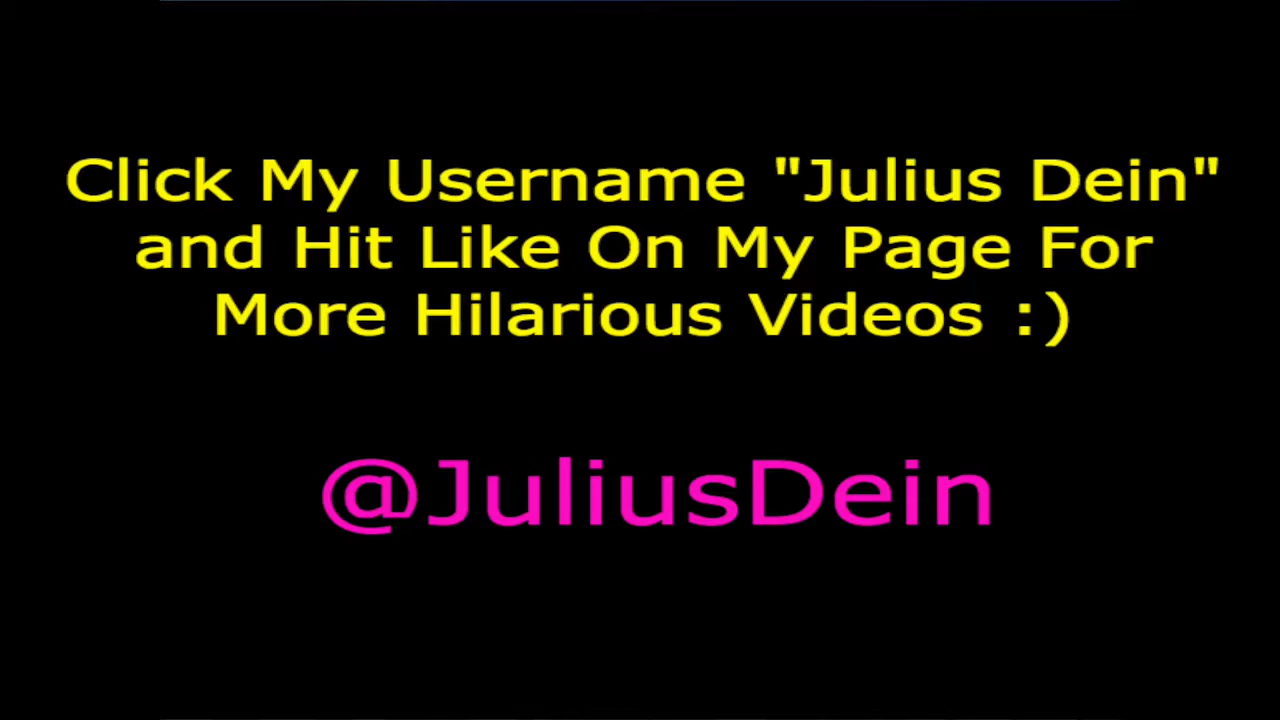 Click My Username "Julius Dein"
and Hit Like On My Page For
More Hilarious Videos :)
@JuliusDein